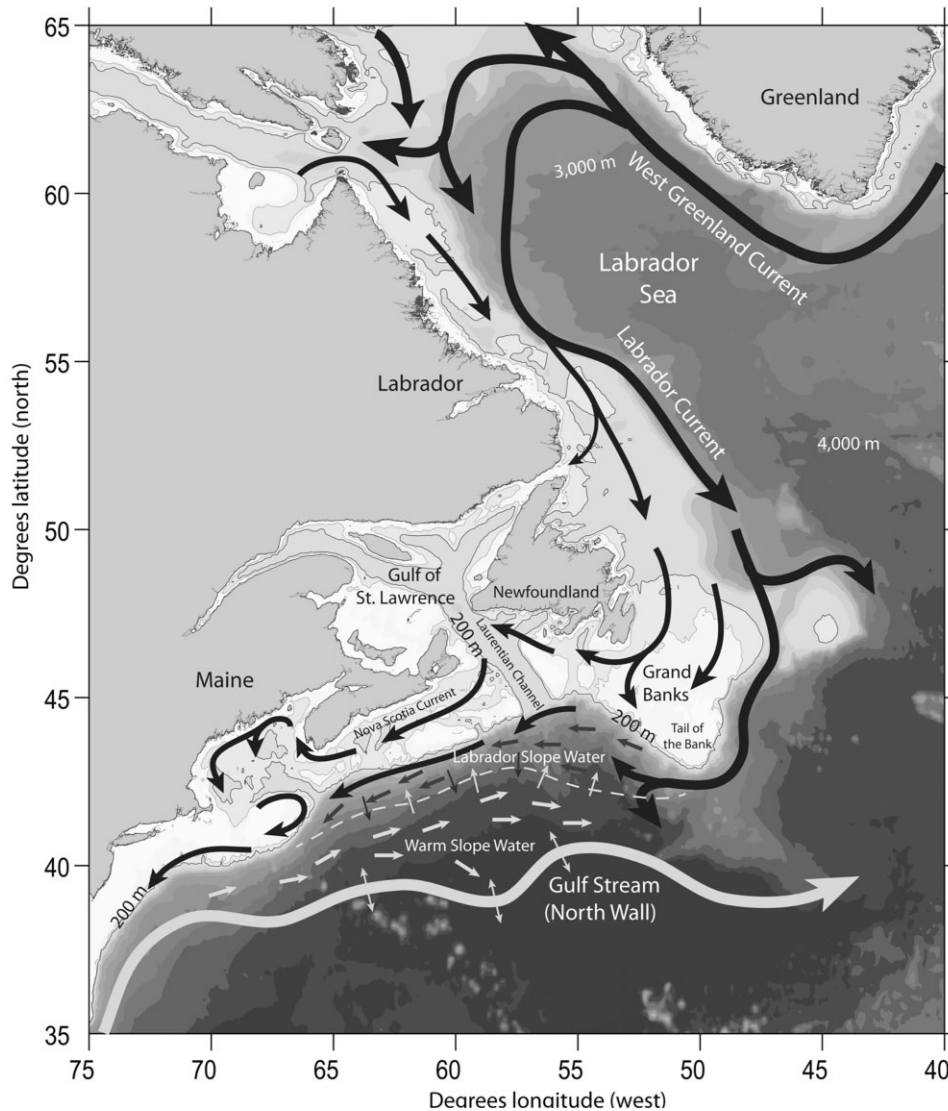 65
Greenland
3,000 m
60
West Greenland Current
Labrador
Sea
Degrees latitude (north)
55
Labrador
Labrador Current
4,000 m
50
Gulf of
St. Lawrence
Newfoundland
200 m
Laurentian Channel
Maine
Grand
Banks
45
Nova Scotia Current
200 m
Tail of
the Bank
Labrador Slope Water
Warm Slope Water
40
Gulf Stream
(North Wall)
200 m
35
75
70
65
60
55
50
40
Degrees longitude (west)